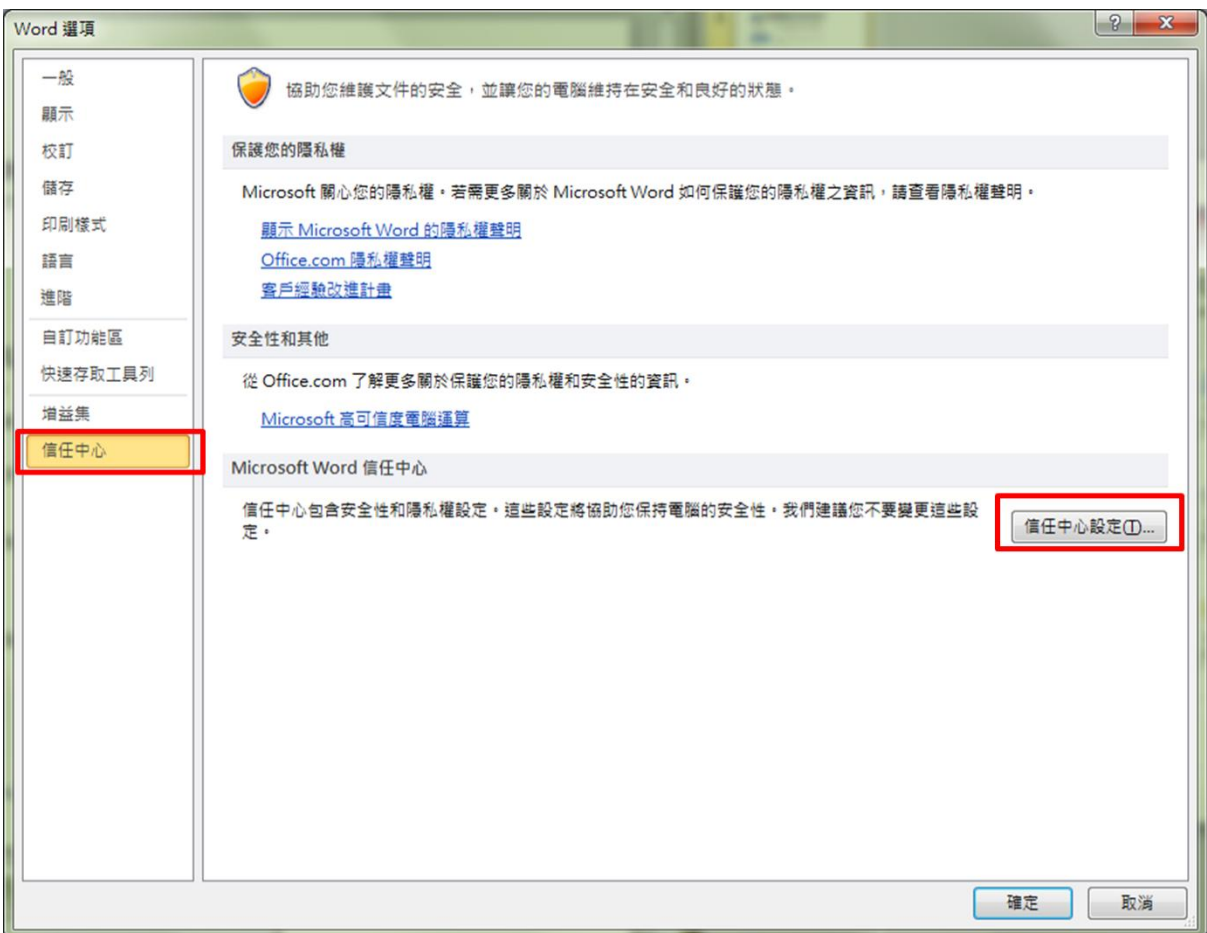 Word 選項
一般
顯示
校訂
儲存
印刷樣式
語言
進階
自訂功能區
快速存取工具列
增益集
信任中心
協助您維護文件的安全，並讓您的電腦維持在安全和良好的狀態。
保護您的隱私權
Microsoft 關心您的隱私權。若需更多關於 Microsoft Word 如何保護您的隱私權之資訊，請查看隱私權聲明。
顯示 Microsoft Word 的隱私權聲明
Office.com 隱私權聲明
客戶經驗改進計畫
安全性和其他
從 Office.com 了解更多關於保護您的隱私權和安全性的資訊。
Microsoft 高可信度電腦運算
Microsoft Word 信任中心
信任中心包含安全性和隱私權設定。這些設定將協助您保持電腦的安全性。我們建議您不要變更這些設
定。
信任中心設定(T)...
確定
取消